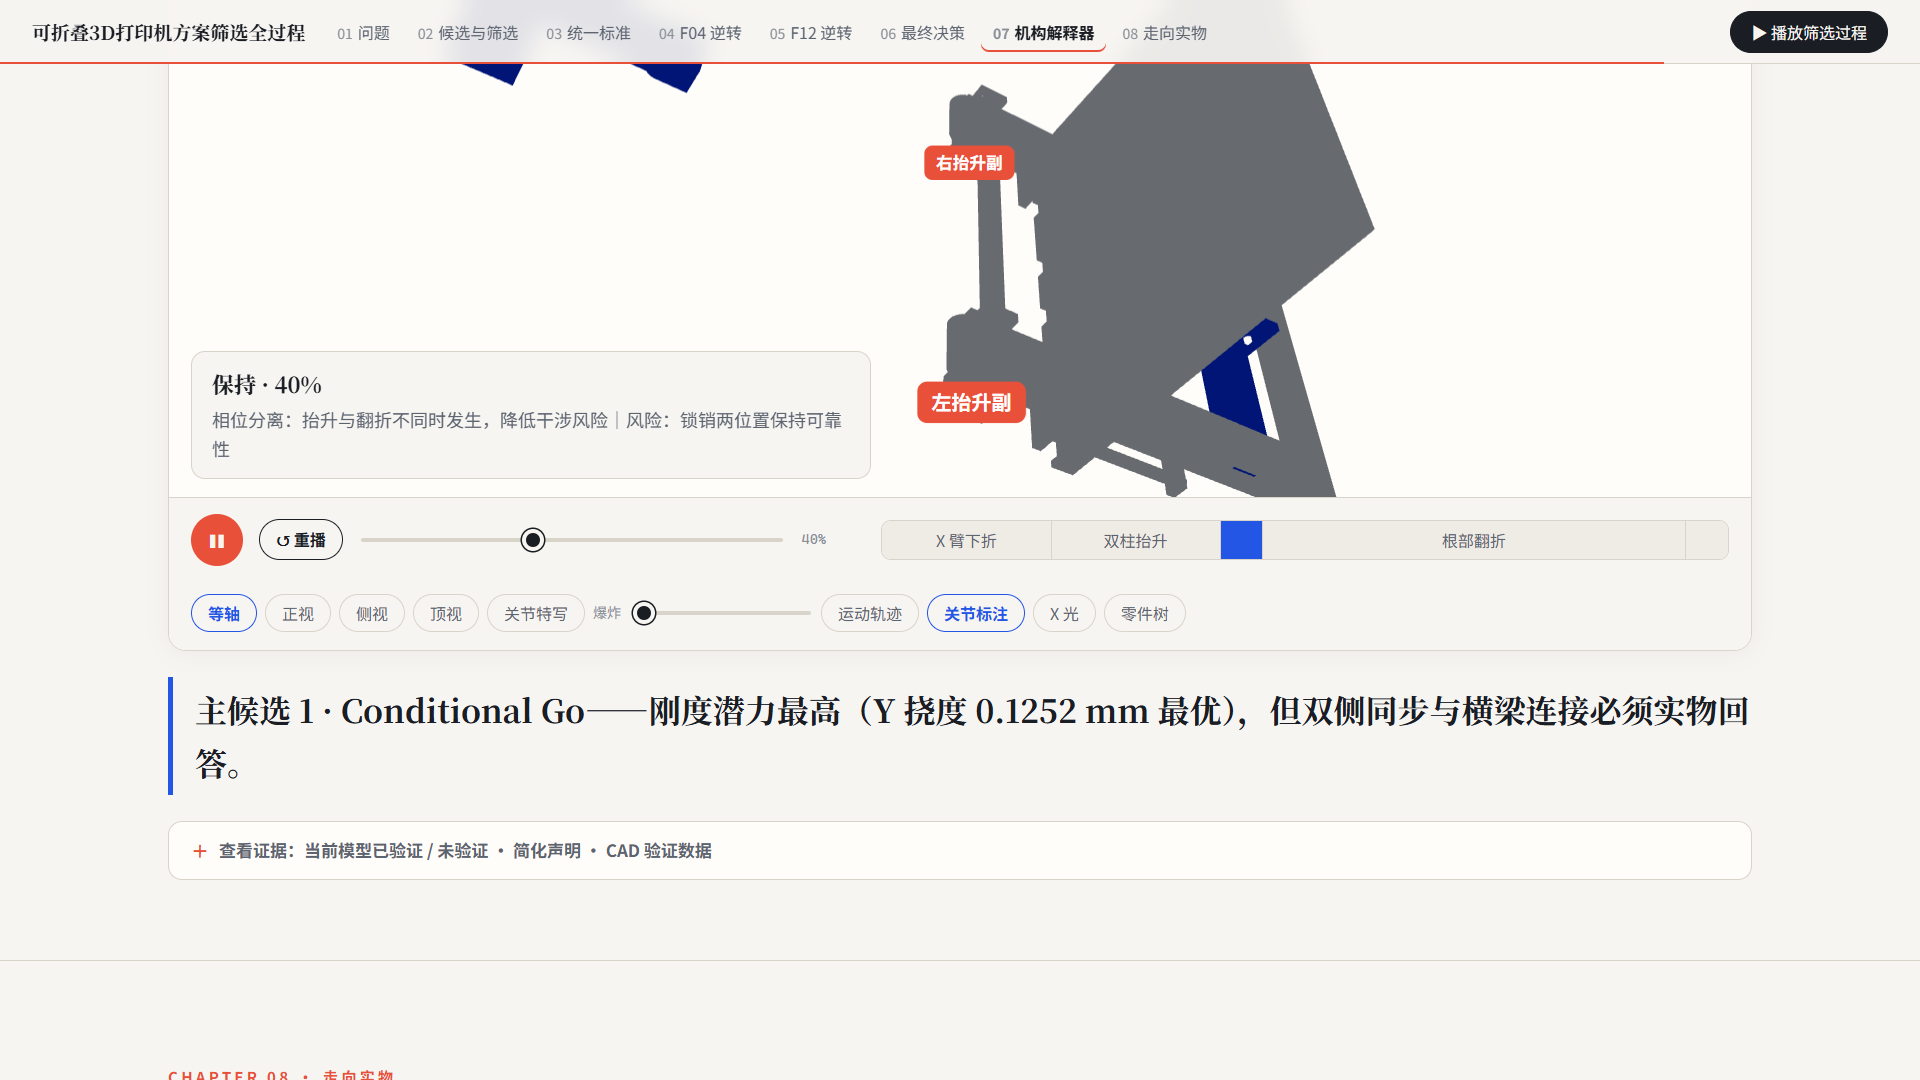 可折叠3D打印机方案筛选全过程
01 问题
02 候选与筛选
03 统一标准
04 F04 逆转
05 F12 逆转
06 最终决策
07 机构解释器
08 走向实物
▶ 播放筛选过程
右抬升副
左抬升副
保持 · 40%
相位分离：抬升与翻折不同时发生，降低干涉风险｜风险：锁销两位置保持可靠
性
↺ 重播
40%
X 臂下折
双柱抬升
根部翻折
等轴
正视
侧视
顶视
关节特写
爆炸
运动轨迹
关节标注
X 光
零件树
主候选 1 · Conditional Go——刚度潜力最高（Y 挠度 0.1252 mm 最优），但双侧同步与横梁连接必须实物回
答。
+ 查看证据：当前模型已验证 / 未验证 · 简化声明 · CAD 验证数据
CHAPTER 08 · 走向实物